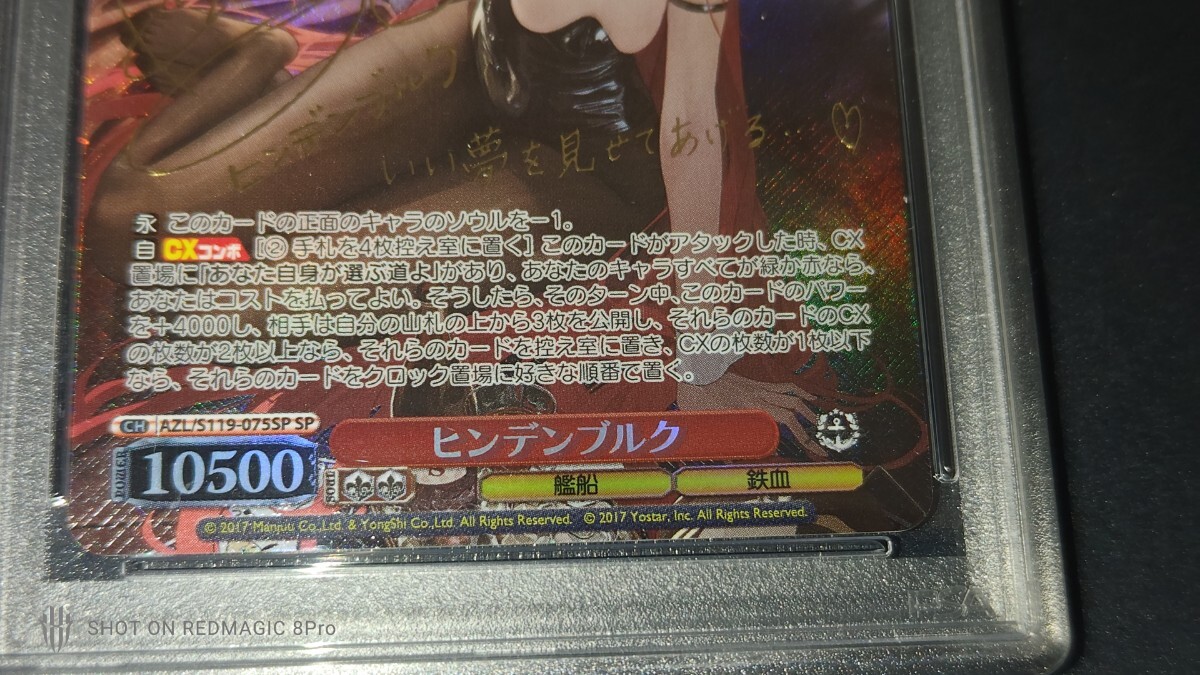 ヒンデンブルク
いい夢を見せてあげる
永 このカードの正面のキャラのソウルを－1。
自 CXコンボ [② 手札を4枚控え室に置く] このカードがアタックした時、CX
置場に「あなた自身が選ぶ道よ」があり、あなたのキャラすべてが緑か赤なら、
あなたはコストを払ってよい。そうしたら、そのターン中、このカードのパワー
を＋4000し、相手は自分の山札の上から3枚を公開し、それらのカードのCX
の枚数が2枚以上なら、それらのカードを控え室に置き、CXの枚数が1枚以下
なら、それらのカードをクロック置場に好きな順番で置く。
CH AZL/S119-075SP SP
ヒンデンブルク
POWER 10500
SOUL
艦船 鉄血
© 2017 Manjuu Co.,Ltd. & YongShi Co.,Ltd. All Rights Reserved. © 2017 Yostar, Inc. All Rights Reserved.
SHOT ON REDMAGIC 8Pro